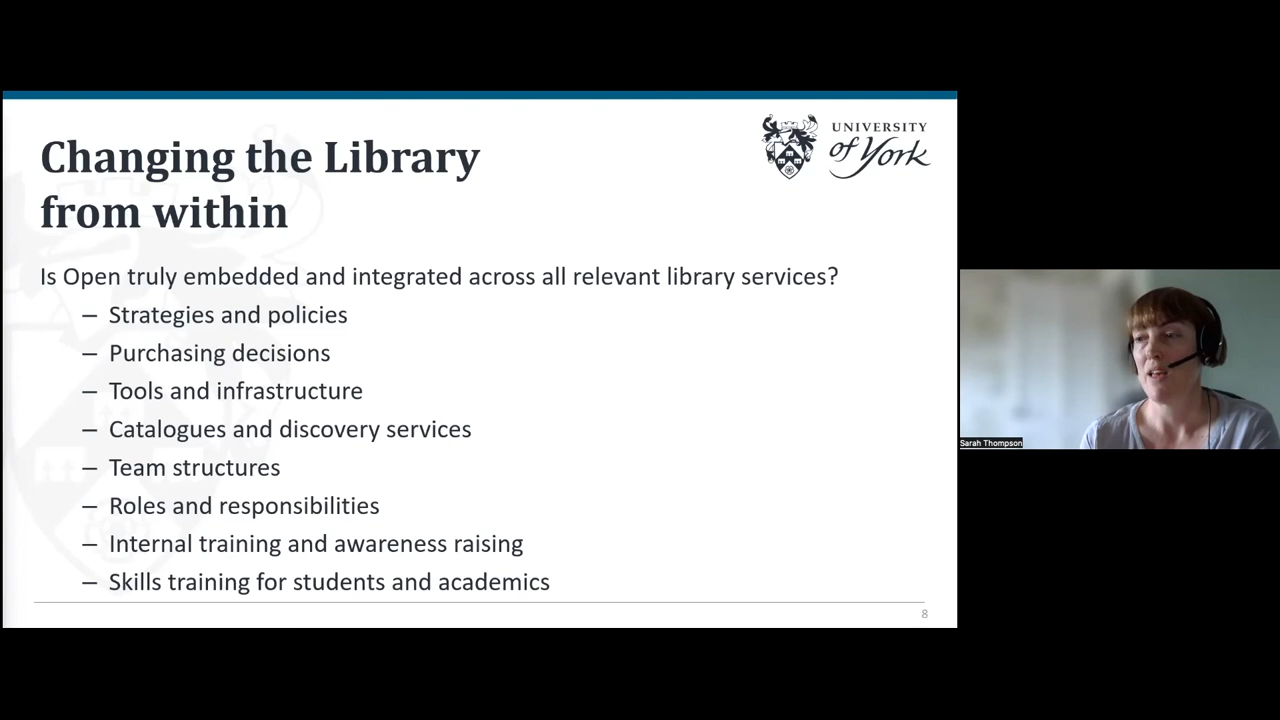 Changing the Library
from within
UNIVERSITY
of York
Is Open truly embedded and integrated across all relevant library services?
– Strategies and policies
– Purchasing decisions
– Tools and infrastructure
– Catalogues and discovery services
– Team structures
– Roles and responsibilities
– Internal training and awareness raising
– Skills training for students and academics
8
Sarah Thompson